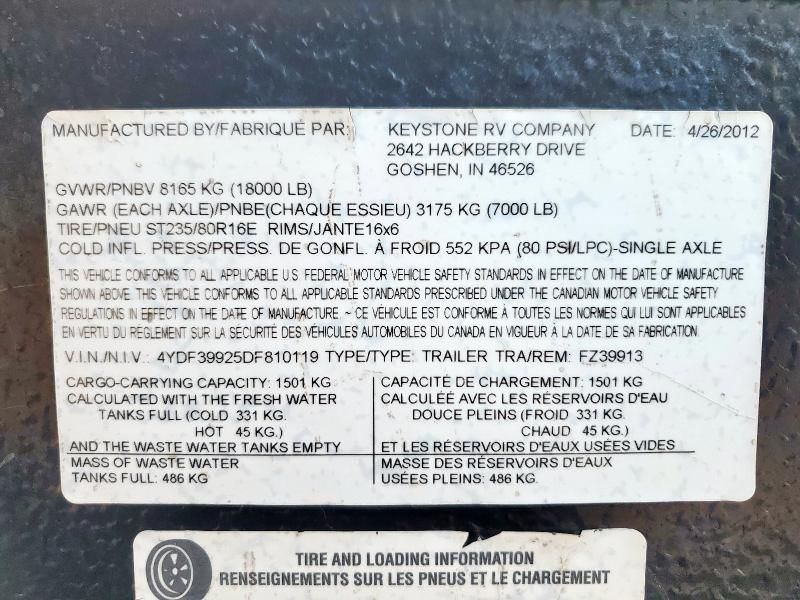 MANUFACTURED BY/FABRIQUÉ PAR: KEYSTONE RV COMPANY DATE: 4/26/2012
2642 HACKBERRY DRIVE
GOSHEN, IN 46526
GVWR/PNBV 8165 KG (18000 LB)
GAWR (EACH AXLE)/PNBE(CHAQUE ESSIEU) 3175 KG (7000 LB)
TIRE/PNEU ST235/80R16E RIMS/JANTE16x6
COLD INFL. PRESS/PRESS. DE GONFL. À FROID 552 KPA (80 PSI/LPC)-SINGLE AXLE
THIS VEHICLE CONFORMS TO ALL APPLICABLE U.S. FEDERAL MOTOR VEHICLE SAFETY STANDARDS IN EFFECT ON THE DATE OF MANUFACTURE
SHOWN ABOVE. THIS VEHICLE CONFORMS TO ALL APPLICABLE STANDARDS PRESCRIBED UNDER THE CANADIAN MOTOR VEHICLE SAFETY
REGULATIONS IN EFFECT ON THE DATE OF MANUFACTURE. ~ CE VÉHICULE EST CONFORME À TOUTES LES NORMES QUI LUI SONT APPLICABLES
EN VERTU DU RÈGLEMENT SUR LA SÉCURITÉ DES VÉHICULES AUTOMOBILES DU CANADA EN VIGUEUR À LA DATE DE SA FABRICATION.
V.I.N./N.I.V.: 4YDF39925DF810119 TYPE/TYPE: TRAILER TRA/REM: FZ39913
CARGO-CARRYING CAPACITY: 1501 KG
CALCULATED WITH THE FRESH WATER
TANKS FULL (COLD 331 KG.
HOT 45 KG.)
AND THE WASTE WATER TANKS EMPTY
MASS OF WASTE WATER
TANKS FULL: 486 KG
CAPACITÉ DE CHARGEMENT: 1501 KG
CALCULÉE AVEC LES RÉSERVOIRS D'EAU
DOUCE PLEINS (FROID 331 KG.
CHAUD 45 KG.)
ET LES RÉSERVOIRS D'EAUX USÉES VIDES
MASSE DES RÉSERVOIRS D'EAUX
USÉES PLEINS: 486 KG.
TIRE AND LOADING INFORMATION
RENSEIGNEMENTS SUR LES PNEUS ET LE CHARGEMENT